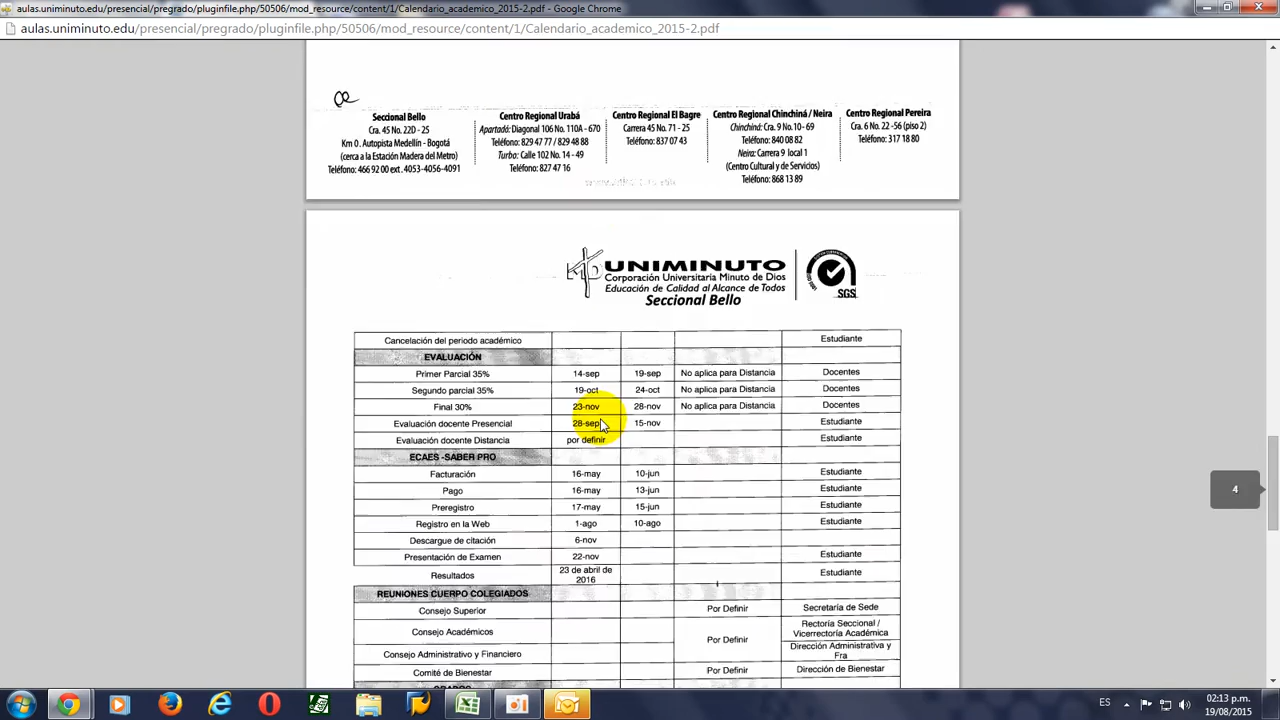 aulas.uniminuto.edu/presencial/pregrado/pluginfile.php/50506/mod_resource/content/1/Calendario_academico_2015-2.pdf - Google Chrome
aulas.uniminuto.edu/presencial/pregrado/pluginfile.php/50506/mod_resource/content/1/Calendario_academico_2015-2.pdf
Seccional Bello
Cra. 45 No. 22D - 25
Km 0. Autopista Medellín - Bogotá
(cerca a la Estación Madera del Metro)
Teléfono: 466 92 00 ext. 4053-4056-4091
Centro Regional Urabá
Apartadó: Diagonal 106 No. 110A - 670
Teléfono: 829 47 77 / 829 48 88
Turbo: Calle 102 No. 14 - 49
Teléfono: 827 47 16
Centro Regional El Bagre
Carrera 45 No. 71 - 25
Teléfono: 837 07 43
Centro Regional Chinchiná / Neira
Chinchiná: Cra. 9 No. 10 - 69
Teléfono: 840 08 82
Neira: Carrera 9 local 1
(Centro Cultural y de Servicios)
Teléfono: 868 13 89
Centro Regional Pereira
Cra. 6 No. 22 -56 (piso 2)
Teléfono: 317 18 80
UNIMINUTO
Corporación Universitaria Minuto de Dios
Educación de Calidad al Alcance de Todos
Seccional Bello
SGS
Cancelación del periodo académico Estudiante
EVALUACIÓN
Primer Parcial 35% 14-sep 19-sep No aplica para Distancia Docentes
Segundo parcial 35% 19-oct 24-oct No aplica para Distancia Docentes
Final 30% 23-nov 28-nov No aplica para Distancia Docentes
Evaluación docente Presencial 28-sep 15-nov Estudiante
Evaluación docente Distancia por definir Estudiante
ECAES -SABER PRO
Facturación 16-may 10-jun Estudiante
Pago 16-may 13-jun Estudiante
Preregistro 17-may 15-jun Estudiante
Registro en la Web 1-ago 10-ago Estudiante
Descargue de citación 6-nov
Presentación de Examen 22-nov Estudiante
Resultados 23 de abril de 2016 Estudiante
REUNIONES CUERPO COLEGIADOS
Consejo Superior Por Definir Secretaría de Sede
Consejo Académicos Por Definir Rectoría Seccional / Vicerrectoría Académica
Consejo Administrativo y Financiero Dirección Administrativa y Fra
Comité de Bienestar Por Definir Dirección de Bienestar
4
ES
02:13 p.m.
19/08/2015